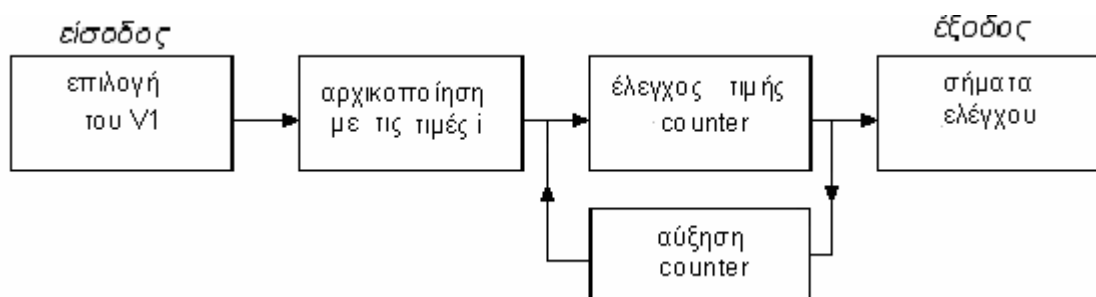 είσοδος
επιλογή
του V1
αρχικοποίηση
με τις τιμές i
έλεγχος τιμής
counter
έξοδος
σήματα
ελέγχου
αύξηση
counter